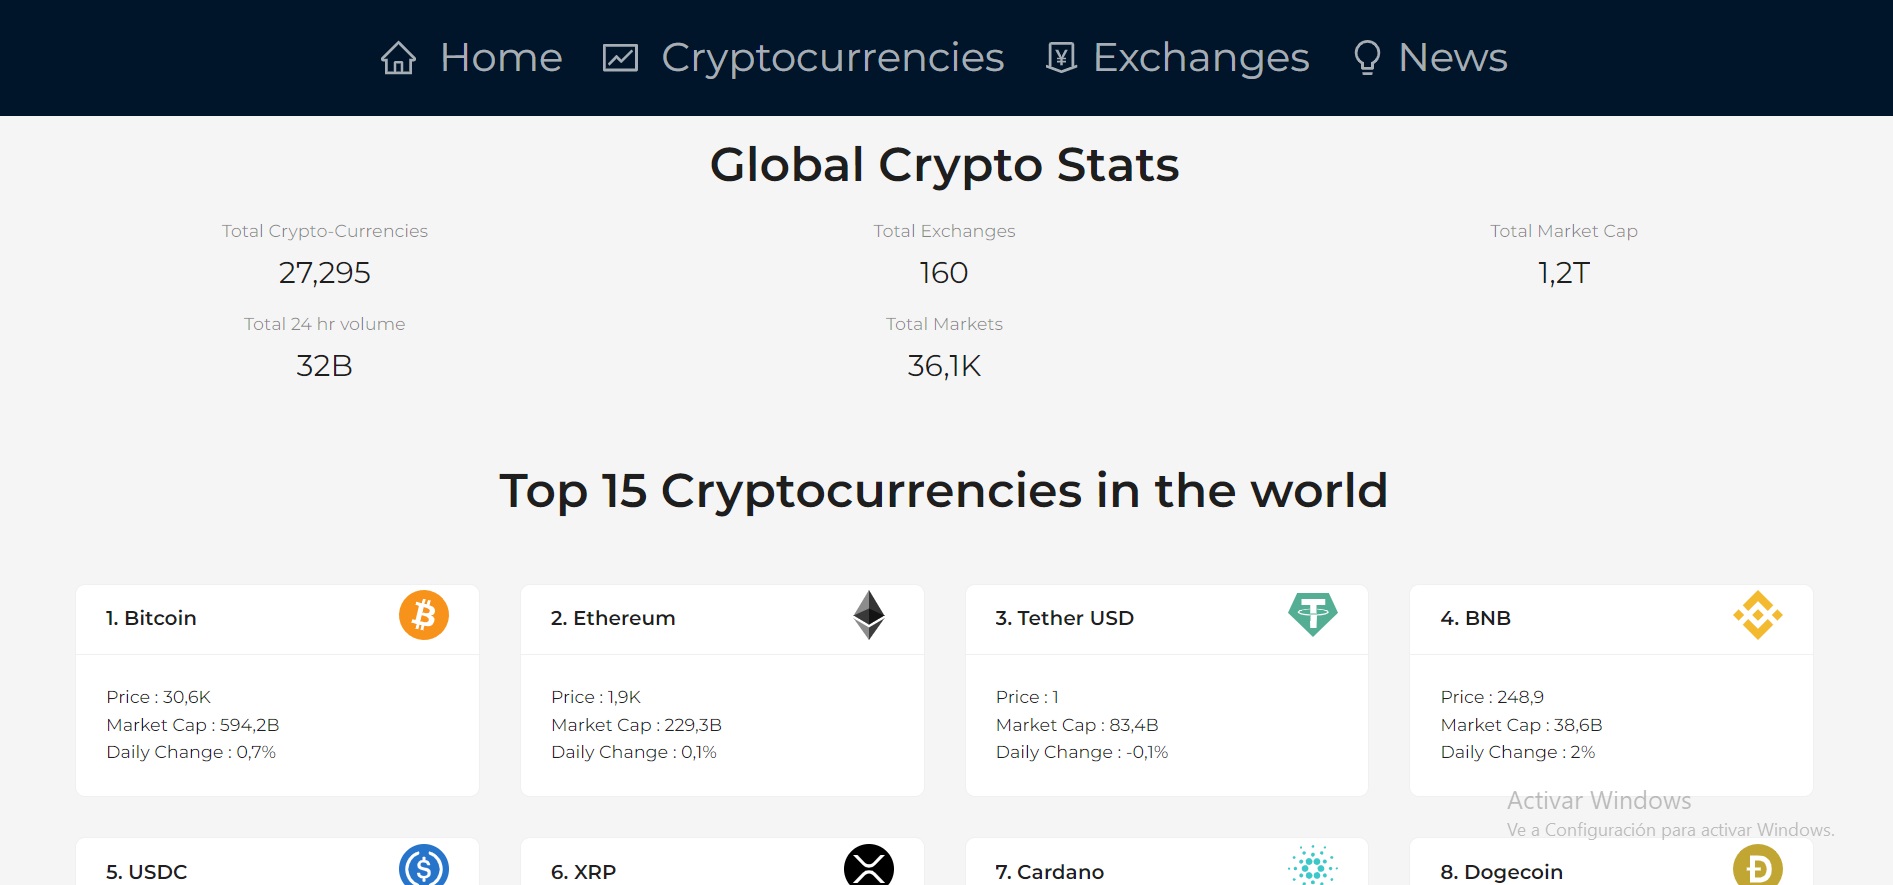 Home Cryptocurrencies Exchanges News
Global Crypto Stats
Total Crypto-Currencies
27,295
Total Exchanges
160
Total Market Cap
1,2T
Total 24 hr volume
32B
Total Markets
36,1K
Top 15 Cryptocurrencies in the world
1. Bitcoin
Price : 30,6K
Market Cap : 594,2B
Daily Change : 0,7%
2. Ethereum
Price : 1,9K
Market Cap : 229,3B
Daily Change : 0,1%
3. Tether USD
Price : 1
Market Cap : 83,4B
Daily Change : -0,1%
4. BNB
Price : 248,9
Market Cap : 38,6B
Daily Change : 2%
Activar Windows
Ve a Configuración para activar Windows.
5. USDC
6. XRP
7. Cardano
8. Dogecoin